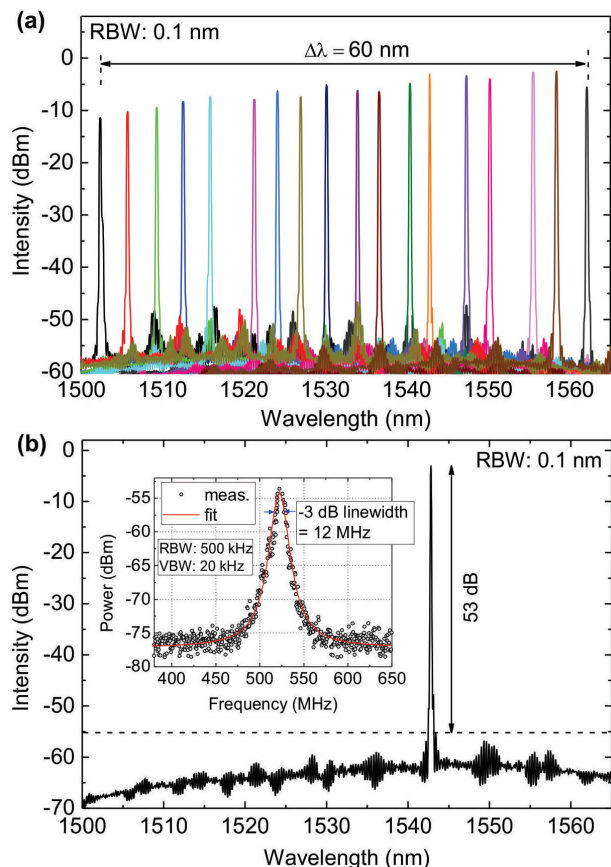 (a)
RBW: 0.1 nm
Δλ = 60 nm
Intensity (dBm)
0
-10
-20
-30
-40
-50
-60
1500 1510 1520 1530 1540 1550 1560
Wavelength (nm)
(b)
RBW: 0.1 nm
Intensity (dBm)
0
-10
-20
-30
-40
-50
-60
-70
meas.
fit
-3 dB linewidth
= 12 MHz
RBW: 500 kHz
VBW: 20 kHz
Power (dBm)
-55
-60
-65
-70
-75
-80
400 450 500 550 600 650
Frequency (MHz)
53 dB
1500 1510 1520 1530 1540 1550 1560
Wavelength (nm)